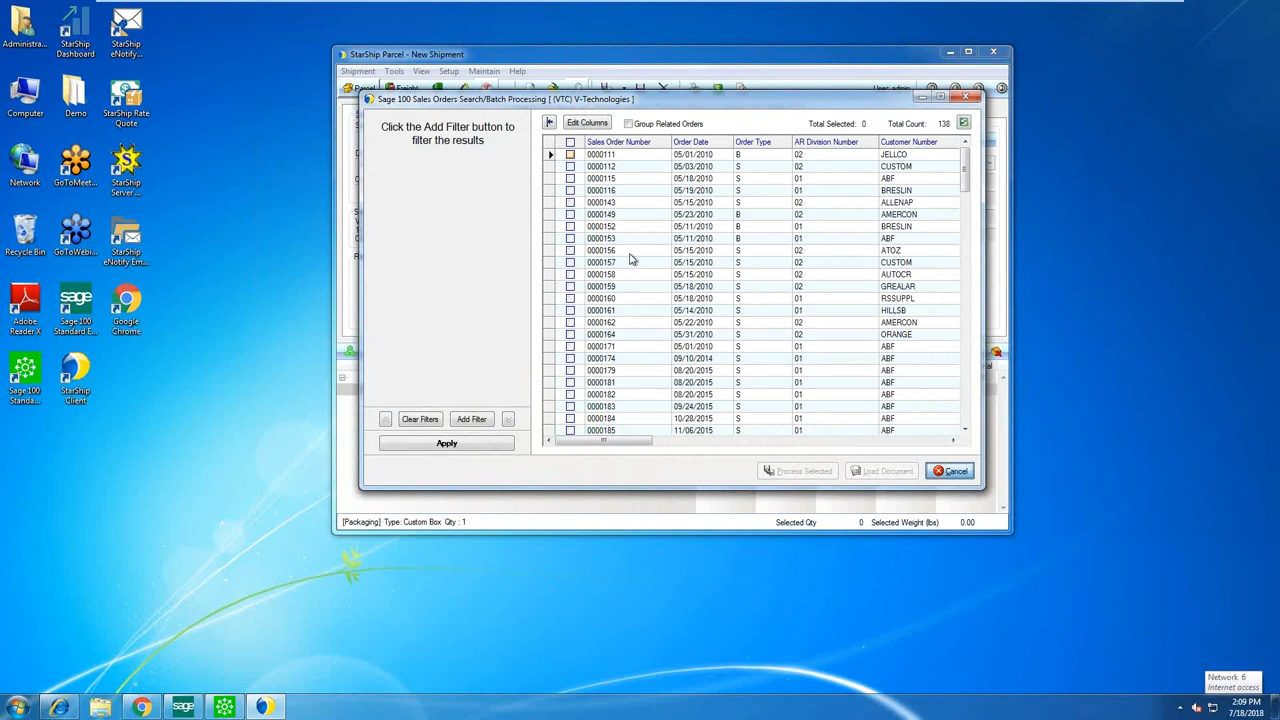 Administra...
StarShip Dashboard
StarShip eNotify...
Computer
Demo
StarShip Rate Quote
Network
GoToMeet...
StarShip Server ...
Recycle Bin
GoToWebi...
StarShip eNotify Em...
Adobe Reader X
Sage 100 Standard E...
Google Chrome
Sage 100 Standa...
StarShip Client
StarShip Parcel - New Shipment
Shipment Tools View Setup Maintain Help
Sage 100 Sales Orders Search/Batch Processing [ (VTC) V-Technologies ]
Click the Add Filter button to
filter the results
Edit Columns Group Related Orders Total Selected: 0 Total Count: 138
Sales Order Number Order Date Order Type AR Division Number Customer Number
0000111 05/01/2010 B 02 JELLCO
0000112 05/03/2010 S 02 CUSTOM
0000115 05/18/2010 S 01 ABF
0000116 05/19/2010 S 01 BRESLIN
0000143 05/15/2010 S 02 ALLENAP
0000149 05/23/2010 B 02 AMERCON
0000152 05/11/2010 B 01 BRESLIN
0000153 05/11/2010 B 01 ABF
0000156 05/15/2010 S 02 ATOZ
0000157 05/15/2010 S 02 CUSTOM
0000158 05/15/2010 S 02 AUTOCR
0000159 05/18/2010 S 02 GREALAR
0000160 05/18/2010 S 01 RSSUPPL
0000161 05/14/2010 S 01 HILLSB
0000162 05/22/2010 S 02 AMERCON
0000164 05/31/2010 S 02 ORANGE
0000171 05/01/2010 S 01 ABF
0000174 09/10/2014 S 01 ABF
0000179 08/20/2015 S 01 ABF
0000181 08/20/2015 S 01 ABF
0000182 08/20/2015 S 01 ABF
0000183 09/24/2015 S 01 ABF
0000184 10/28/2015 S 01 ABF
0000185 11/06/2015 S 01 ABF
Clear Filters Add Filter
Apply
Process Selected Load Document Cancel
[Packaging] Type: Custom Box Qty : 1 Selected Qty 0 Selected Weight (lbs) 0.00
Network 6
Internet access
sage
2:09 PM
7/18/2018